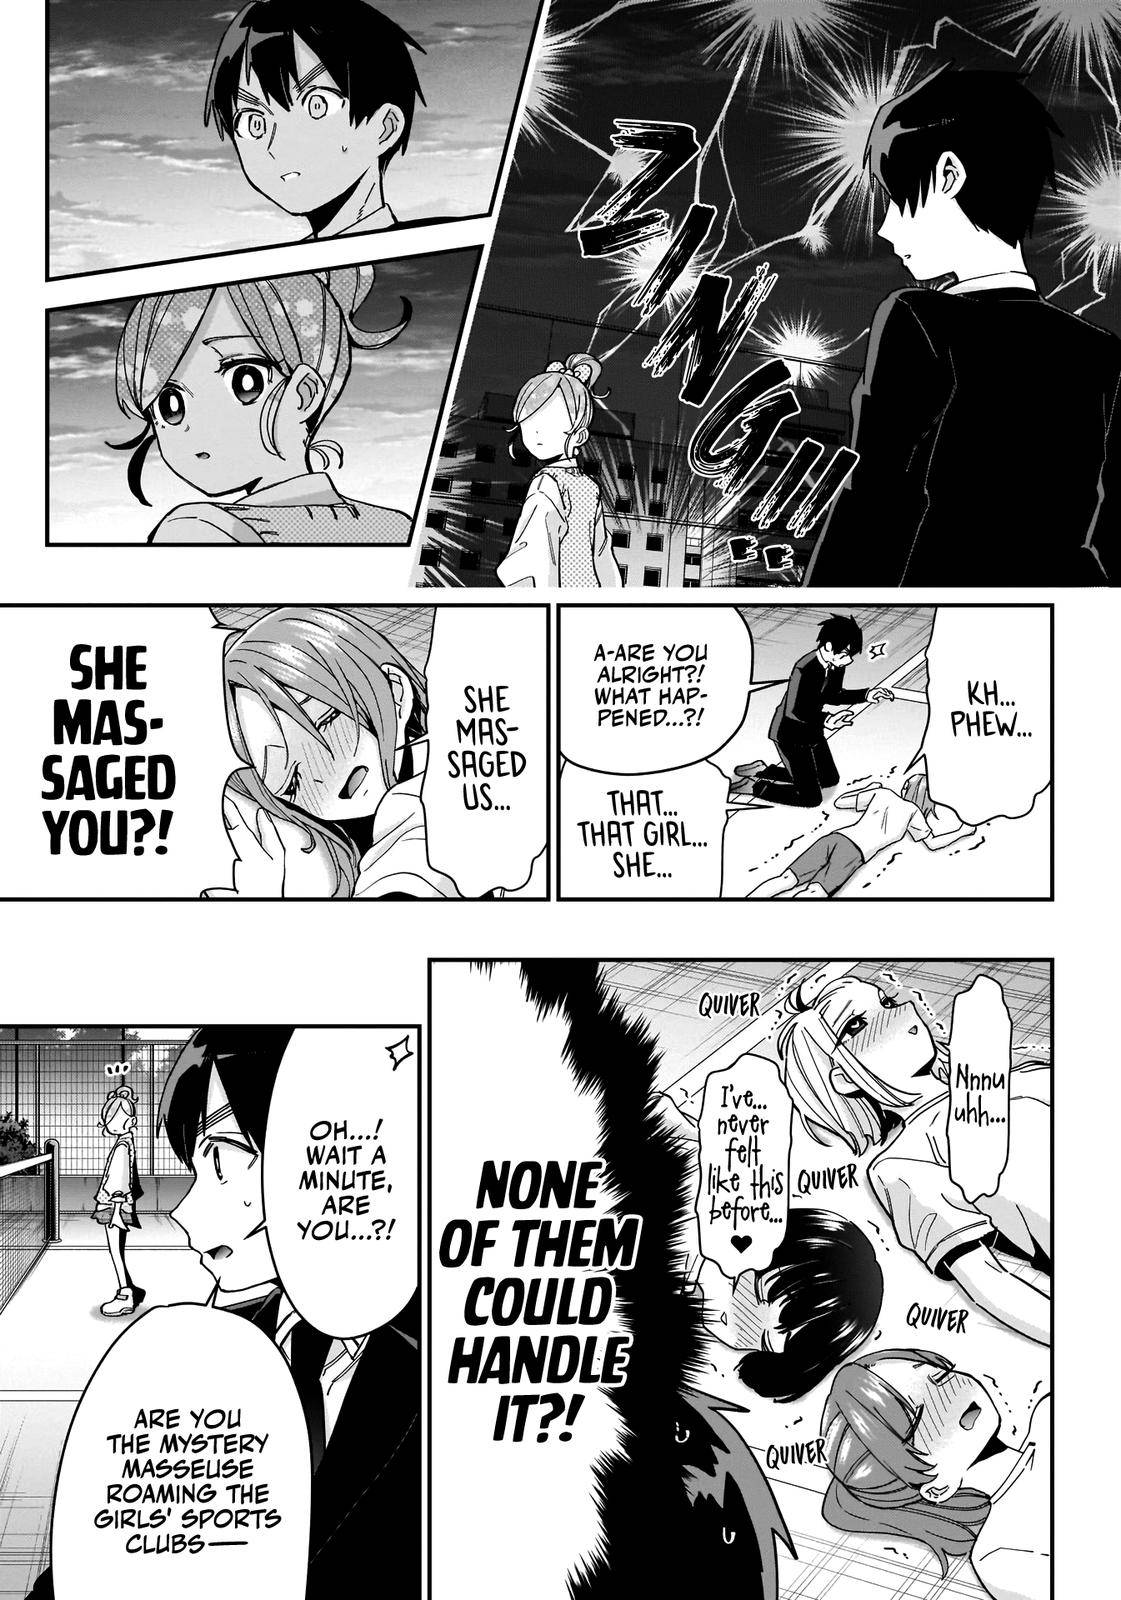 ZING!!!
KH...
PHEW...
A-ARE YOU
ALRIGHT?!
WHAT HAP-
PENED...?!
THAT...
THAT GIRL...
SHE...
SHE
MAS-
SAGED
US...
SHE
MAS-
SAGED
YOU?!
QUIVER
Nnnu
uhh...
I've...
never
felt
like this
before...
♥
QUIVER
QUIVER
QUIVER
NONE
OF THEM
COULD
HANDLE
IT?!
OH...!
WAIT A
MINUTE,
ARE
YOU...?!
ARE YOU
THE MYSTERY
MASSEUSE
ROAMING THE
GIRLS' SPORTS
CLUBS—